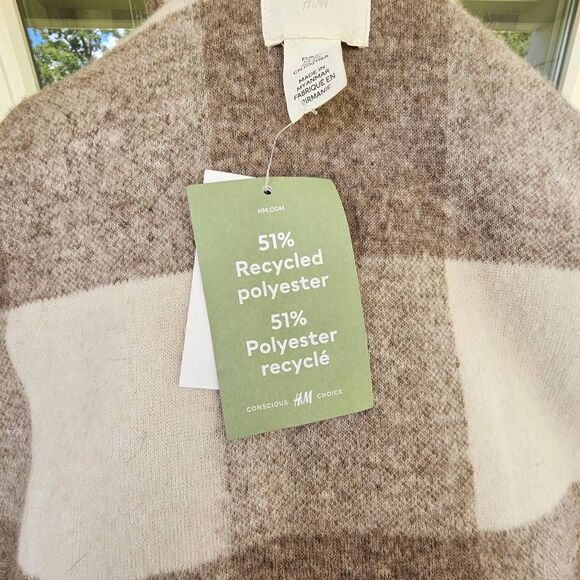 H&M
MADE IN
MYANMAR
FABRIQUÉ EN
BIRMANIE
HM.COM
51%
Recycled
polyester
51%
Polyester
recyclé
CONSCIOUS H&M CHOICE